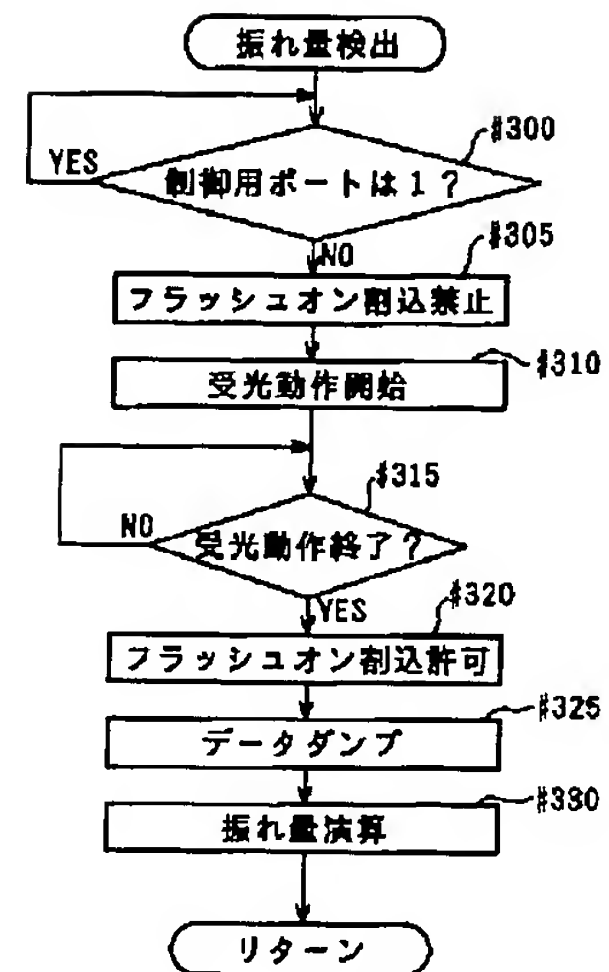 振れ量検出
#300
YES
制御用ポートは1?
NO
#305
フラッシュオン割込禁止
#310
受光動作開始
#315
NO
受光動作終了?
YES
#320
フラッシュオン割込許可
#325
データダンプ
#330
振れ量演算
リターン